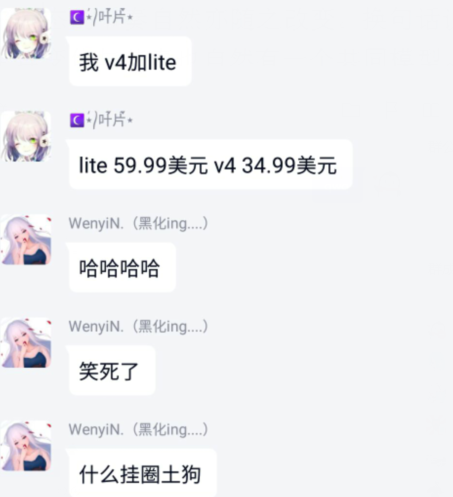 ⋆᭄叶片⋆
我 v4加lite
⋆᭄叶片⋆
lite 59.99美元 v4 34.99美元
WenyiN.（黑化ing....）
哈哈哈哈
WenyiN.（黑化ing....）
笑死了
WenyiN.（黑化ing....）
什么挂圈土狗